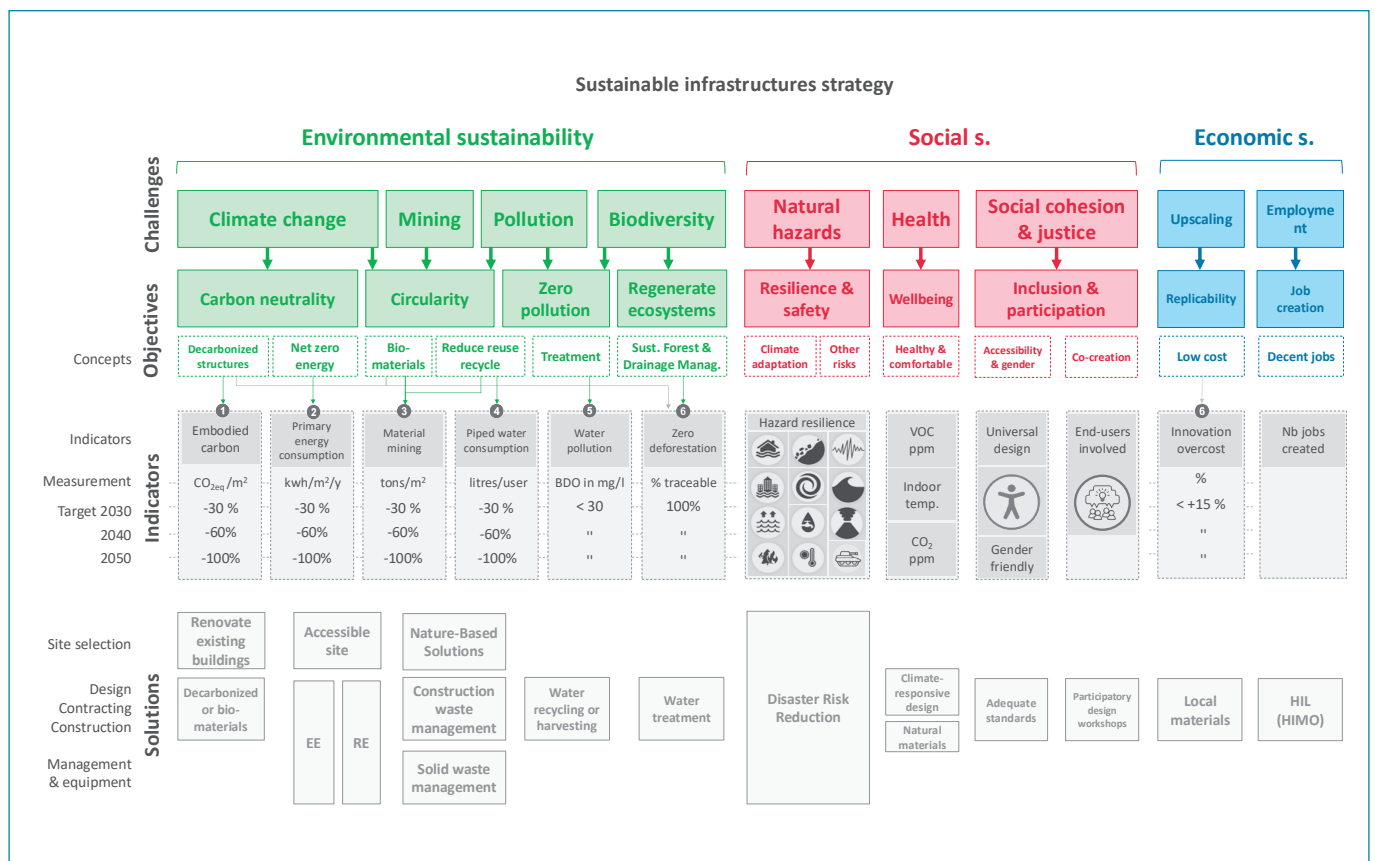 Sustainable infrastructures strategy
Environmental sustainability
Social s.
Economic s.
Challenges
Climate change
Mining
Pollution
Biodiversity
Natural
hazards
Health
Social cohesion
& justice
Upscaling
Employme
nt
Objectives
Carbon neutrality
Circularity
Zero
pollution
Regenerate
ecosystems
Resilience &
safety
Wellbeing
Inclusion &
participation
Replicability
Job
creation
Concepts
Decarbonized
structures
Net zero
energy
Bio-
materials
Reduce reuse
recycle
Treatment
Sust. Forest &
Drainage Manag.
Climate
adaptation
Other
risks
Healthy &
comfortable
Accessibility
& gender
Co-creation
Low cost
Decent jobs
1
2
3
4
5
6
6
Indicators
Indicators
Embodied
carbon
Primary
energy
consumption
Material
mining
Piped water
consumption
Water
pollution
Zero
deforestation
Hazard resilience
VOC
ppm
Universal
design
End-users
involved
Innovation
overcost
Nb jobs
created
Measurement
CO2eq /m²
kwh/m²/y
tons/m²
litres/user
BDO in mg/l
% traceable
Indoor
temp.
%
Target 2030
-30 %
-30 %
-30 %
-30 %
< 30
100%
< +15 %
2040
-60%
-60%
-60%
-60%
"
"
CO2
ppm
"
2050
-100%
-100%
-100%
-100%
"
"
Gender
friendly
"
Solutions
Site selection
Renovate
existing
buildings
Accessible
site
Nature-Based
Solutions
Design
Contracting
Construction
Decarbonized
or bio-
materials
EE
RE
Construction
waste
management
Water
recycling or
harvesting
Water
treatment
Disaster Risk
Reduction
Climate-
responsive
design
Natural
materials
Adequate
standards
Participatory
design
workshops
Local
materials
HIL
(HIMO)
Management
& equipment
Solid waste
management